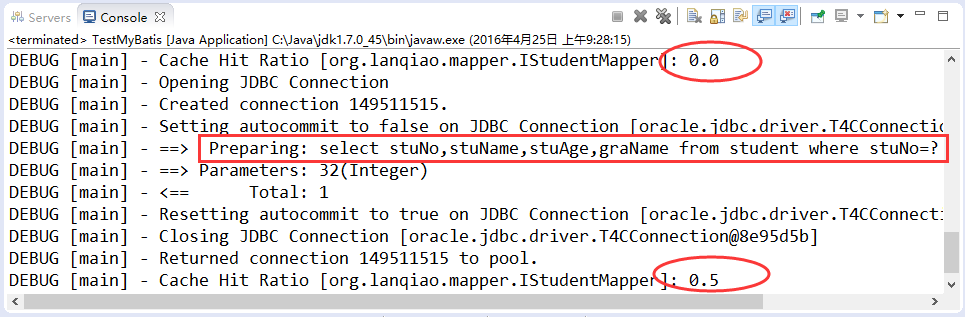 Servers Console
<terminated> TestMyBatis [Java Application] C:\Java\jdk1.7.0_45\bin\javaw.exe (2016年4月25日 上午9:28:15)
DEBUG [main] - Cache Hit Ratio [org.lanqiao.mapper.IStudentMapper]: 0.0
DEBUG [main] - Opening JDBC Connection
DEBUG [main] - Created connection 149511515.
DEBUG [main] - Setting autocommit to false on JDBC Connection [oracle.jdbc.driver.T4CConnectio
DEBUG [main] - ==>  Preparing: select stuNo,stuName,stuAge,graName from student where stuNo=?
DEBUG [main] - ==> Parameters: 32(Integer)
DEBUG [main] - <==      Total: 1
DEBUG [main] - Resetting autocommit to true on JDBC Connection [oracle.jdbc.driver.T4CConnecti
DEBUG [main] - Closing JDBC Connection [oracle.jdbc.driver.T4CConnection@8e95d5b]
DEBUG [main] - Returned connection 149511515 to pool.
DEBUG [main] - Cache Hit Ratio [org.lanqiao.mapper.IStudentMapper]: 0.5